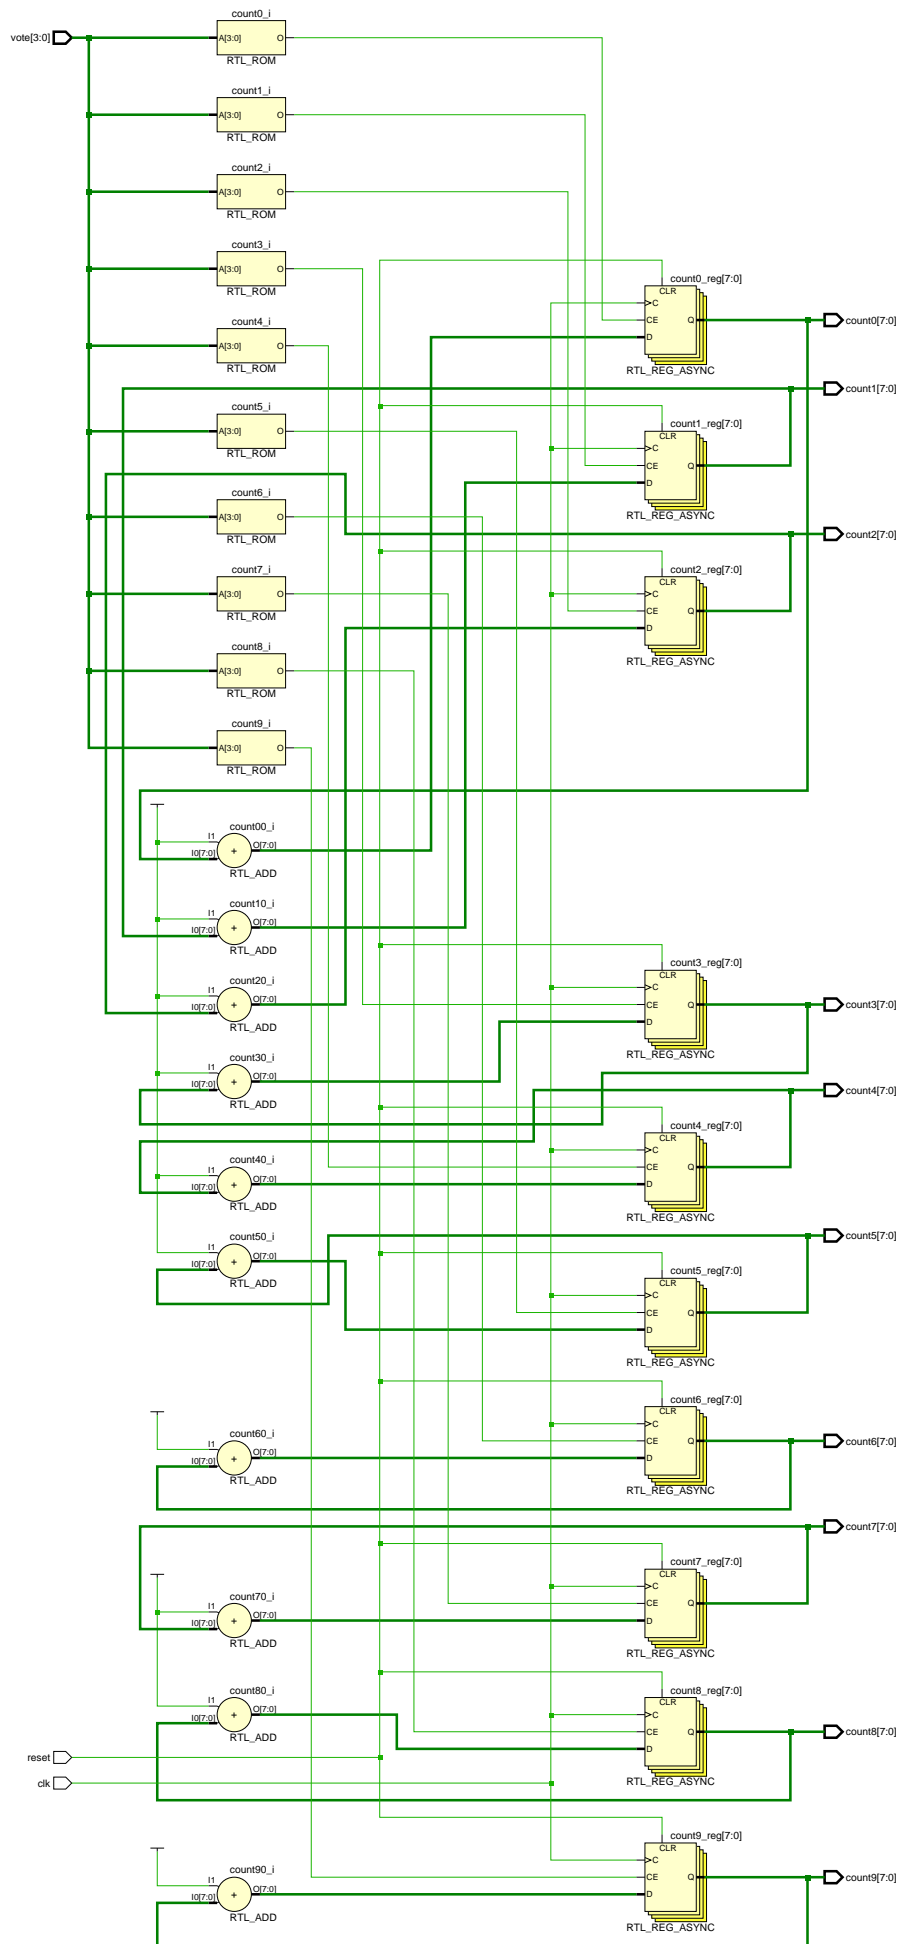 vote[3:0]
count0_i
A[3:0] O
RTL_ROM
count1_i
A[3:0] O
RTL_ROM
count2_i
A[3:0] O
RTL_ROM
count3_i
A[3:0] O
RTL_ROM
count4_i
A[3:0] O
RTL_ROM
count5_i
A[3:0] O
RTL_ROM
count6_i
A[3:0] O
RTL_ROM
count7_i
A[3:0] O
RTL_ROM
count8_i
A[3:0] O
RTL_ROM
count9_i
A[3:0] O
RTL_ROM
count0_reg[7:0]
CLR
C
CE Q
D
RTL_REG_ASYNC
count0[7:0]
count1[7:0]
count1_reg[7:0]
CLR
C
CE Q
D
RTL_REG_ASYNC
count2[7:0]
count2_reg[7:0]
CLR
C
CE Q
D
RTL_REG_ASYNC
count00_i
I1
I0[7:0] + O[7:0]
RTL_ADD
count10_i
I1
I0[7:0] + O[7:0]
RTL_ADD
count20_i
I1
I0[7:0] + O[7:0]
RTL_ADD
count30_i
I1
I0[7:0] + O[7:0]
RTL_ADD
count3_reg[7:0]
CLR
C
CE Q
D
RTL_REG_ASYNC
count3[7:0]
count4[7:0]
count40_i
I1
I0[7:0] + O[7:0]
RTL_ADD
count4_reg[7:0]
CLR
C
CE Q
D
RTL_REG_ASYNC
count50_i
I1
I0[7:0] + O[7:0]
RTL_ADD
count5[7:0]
count5_reg[7:0]
CLR
C
CE Q
D
RTL_REG_ASYNC
count60_i
I1
I0[7:0] + O[7:0]
RTL_ADD
count6_reg[7:0]
CLR
C
CE Q
D
RTL_REG_ASYNC
count6[7:0]
count7[7:0]
count70_i
I1
I0[7:0] + O[7:0]
RTL_ADD
count7_reg[7:0]
CLR
C
CE Q
D
RTL_REG_ASYNC
count80_i
I1
I0[7:0] + O[7:0]
RTL_ADD
count8_reg[7:0]
CLR
C
CE Q
D
RTL_REG_ASYNC
count8[7:0]
reset
clk
count90_i
I1
I0[7:0] + O[7:0]
RTL_ADD
count9_reg[7:0]
CLR
C
CE Q
D
RTL_REG_ASYNC
count9[7:0]